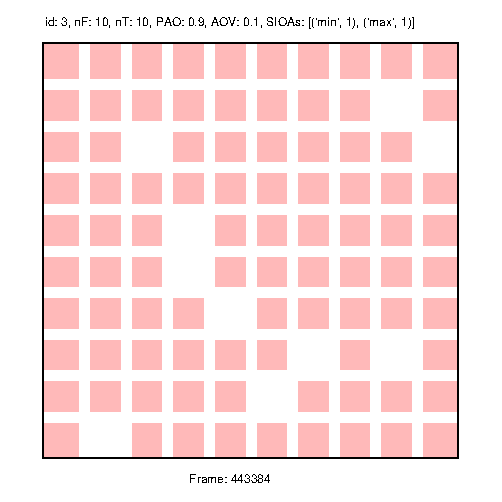 id: 3, nF: 10, nT: 10, PAO: 0.9, AOV: 0.1, SIOAs: [('min', 1), ('max', 1)]
Frame: 443384